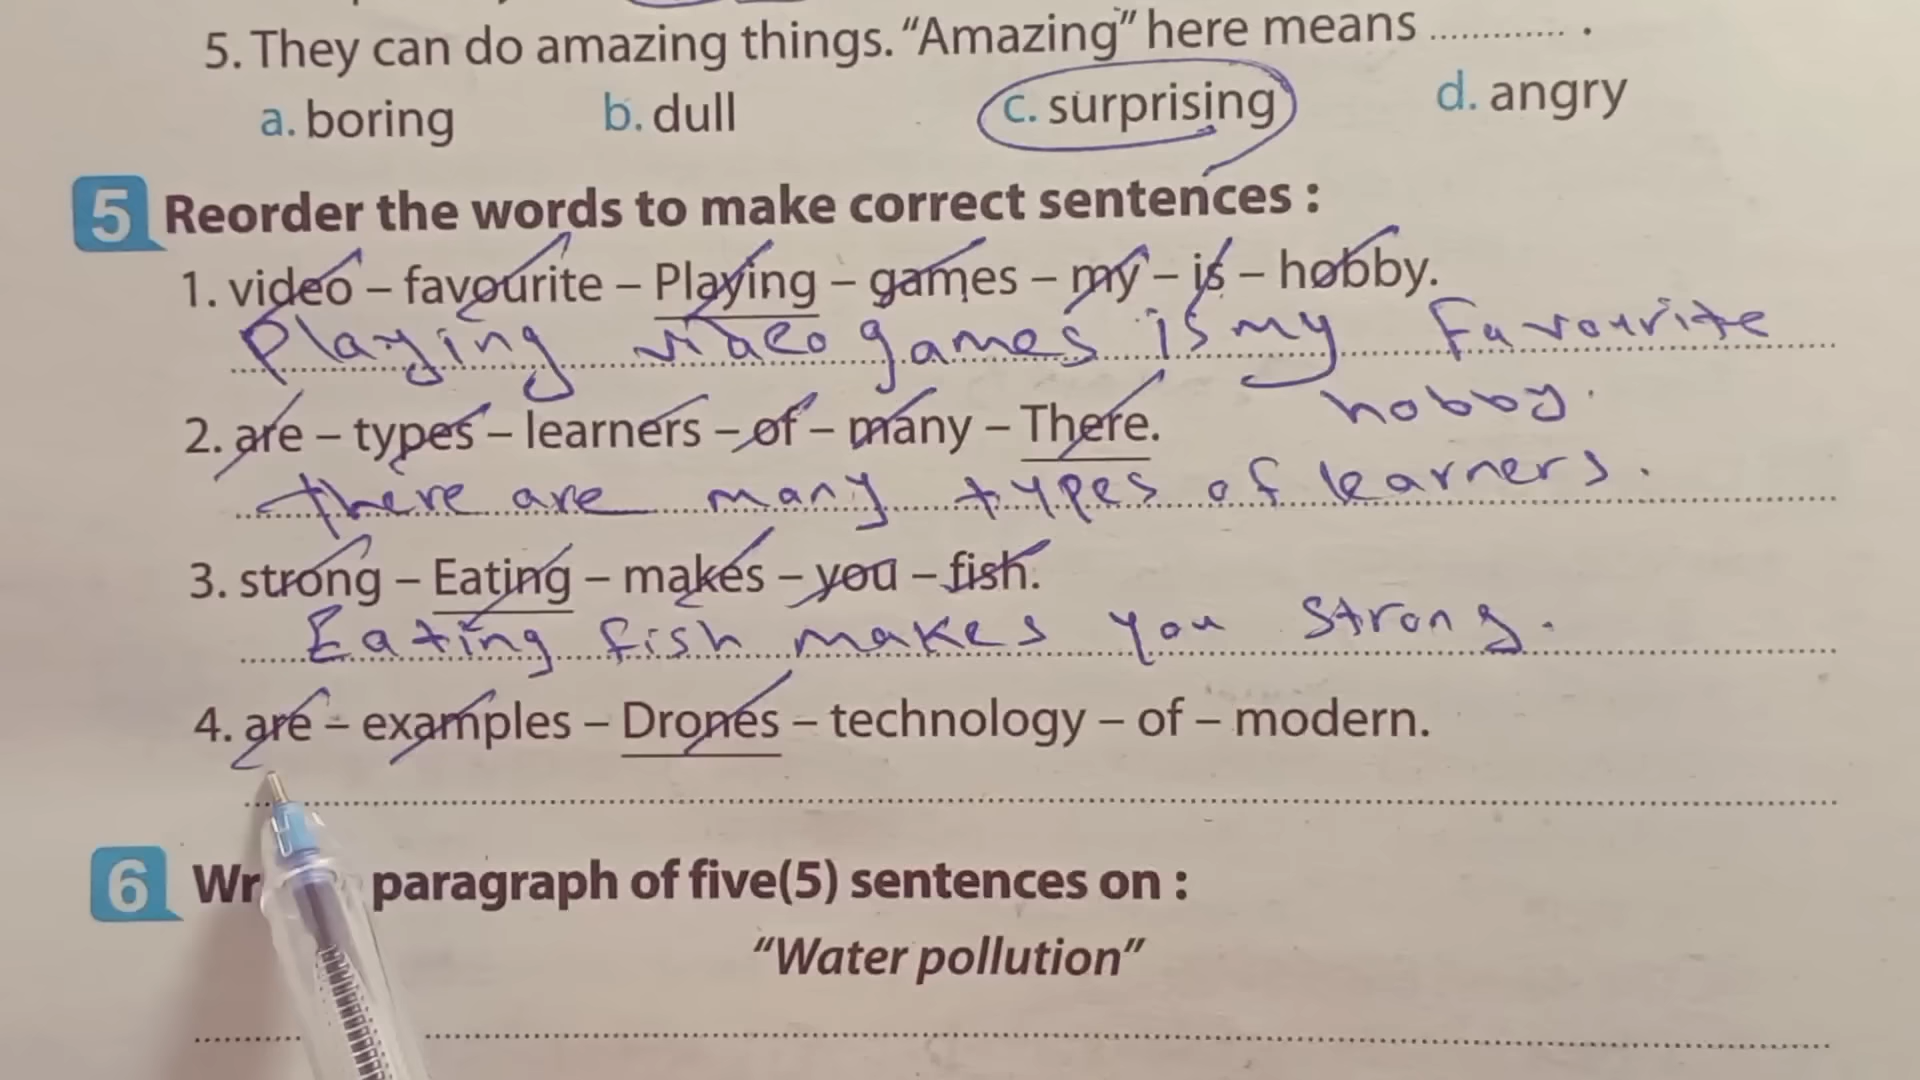 5. They can do amazing things. “Amazing” here means ............. .
a. boring b. dull c. surprising d. angry
5 Reorder the words to make correct sentences :
1. video – favourite – Playing – games – my – is – hobby.
Playing video games is my Favourite
hobby.
2. are – types – learners – of – many – There.
there are many types of learners.
3. strong – Eating – makes – you – fish.
Eating fish makes you strong.
4. are – examples – Drones – technology – of – modern.
6 Wr paragraph of five(5) sentences on :
“Water pollution”